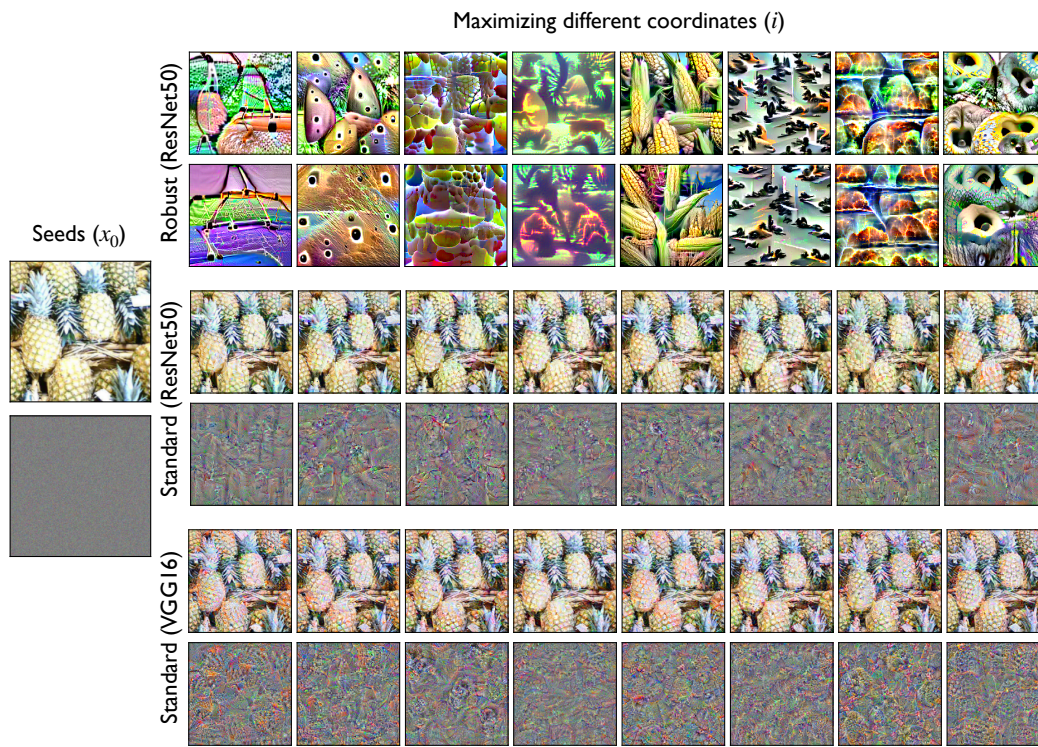 Maximizing different coordinates (i)
Seeds (x₀)
Robust (ResNet50)
Standard (ResNet50)
Standard (VGG16)